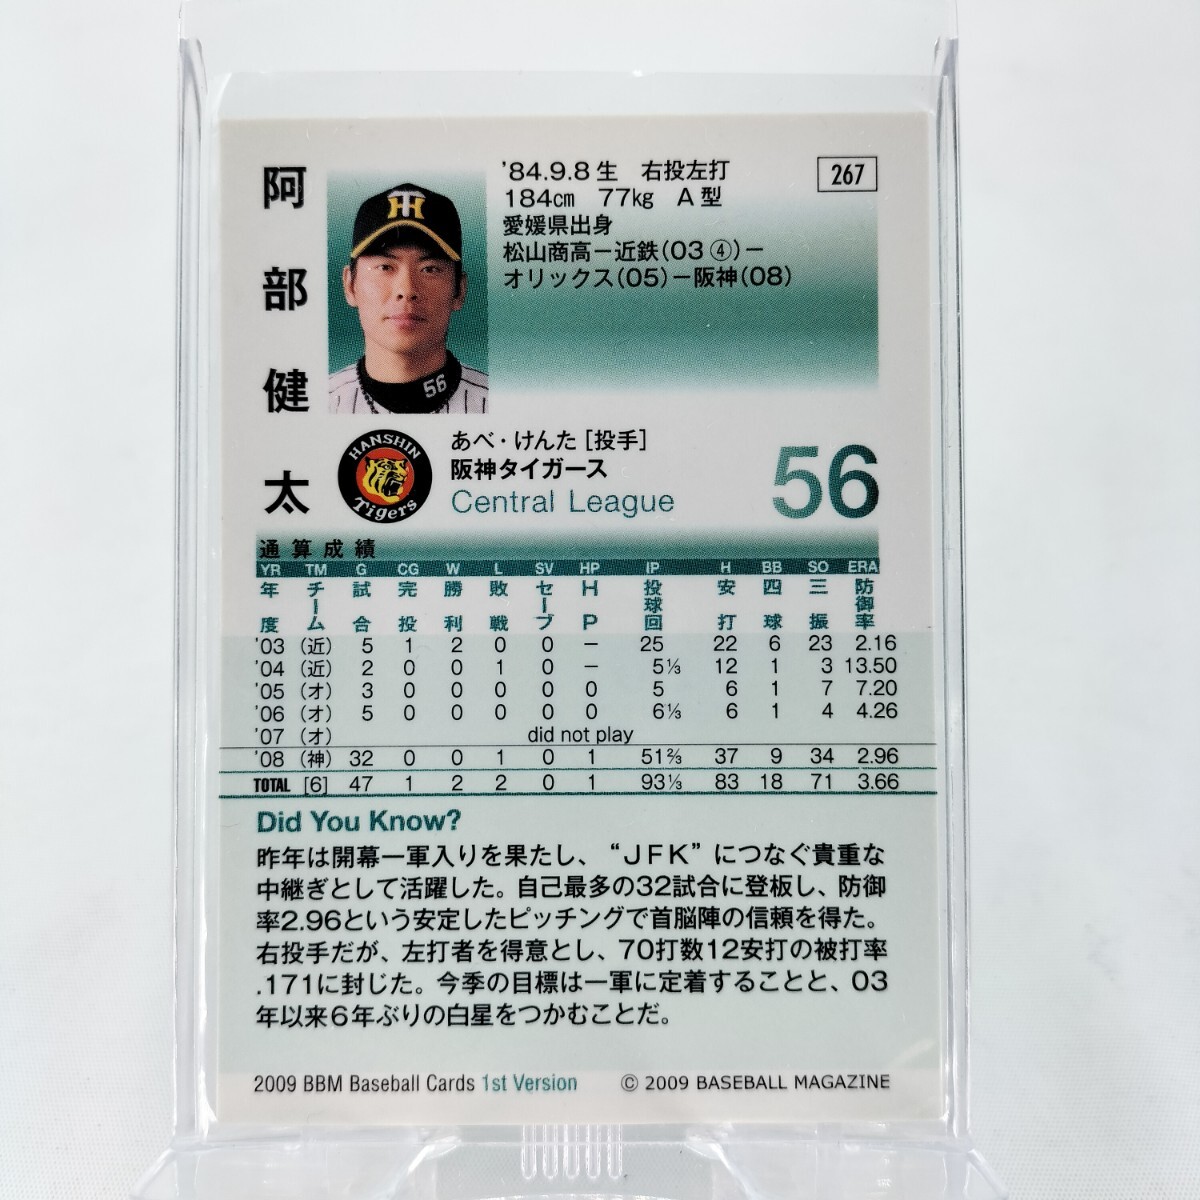 阿部健太
'84.9.8生 右投左打
184cm 77kg A型
愛媛県出身
松山商高－近鉄(03④)－
オリックス(05)－阪神(08)
267
HT
56
HANSHIN
Tigers
あべ・けんた[投手]
阪神タイガース
Central League
56
通算成績
YR TM G CG W L SV HP IP H BB SO ERA
年度 チーム 試合 完投 勝利 敗戦 セーブ HP 投球回 安打 四球 三振 防御率
'03 (近) 5 1 2 0 0 － 25 22 6 23 2.16
'04 (近) 2 0 0 1 0 － 5⅓ 12 1 3 13.50
'05 (オ) 3 0 0 0 0 0 5 6 1 7 7.20
'06 (オ) 5 0 0 0 0 0 6⅓ 6 1 4 4.26
'07 (オ) did not play
'08 (神) 32 0 0 1 0 1 51⅔ 37 9 34 2.96
TOTAL [6] 47 1 2 2 0 1 93⅓ 83 18 71 3.66
Did You Know?
昨年は開幕一軍入りを果たし、“JFK”につなぐ貴重な
中継ぎとして活躍した。自己最多の32試合に登板し、防御
率2.96という安定したピッチングで首脳陣の信頼を得た。
右投手だが、左打者を得意とし、70打数12安打の被打率
.171に封じた。今季の目標は一軍に定着することと、03
年以来6年ぶりの白星をつかむことだ。
2009 BBM Baseball Cards 1st Version © 2009 BASEBALL MAGAZINE